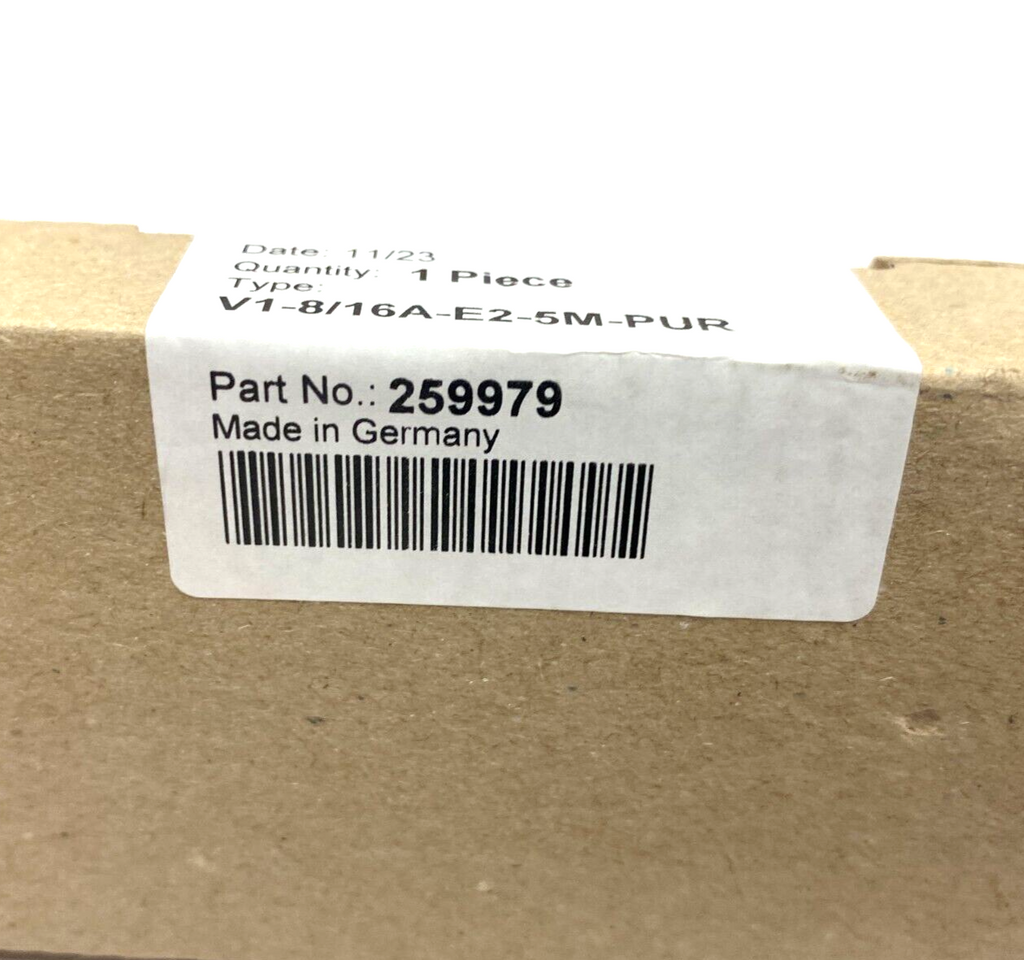 Date: 11/23
Quantity: 1 Piece
Type:
V1-8/16A-E2-5M-PUR
Part No.: 259979
Made in Germany